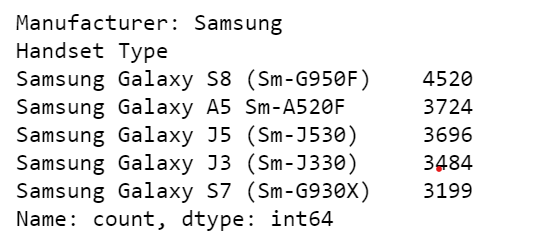 Manufacturer: Samsung
Handset Type
Samsung Galaxy S8 (Sm-G950F)    4520
Samsung Galaxy A5 Sm-A520F      3724
Samsung Galaxy J5 (Sm-J530)     3696
Samsung Galaxy J3 (Sm-J330)     3484
Samsung Galaxy S7 (Sm-G930X)    3199
Name: count, dtype: int64